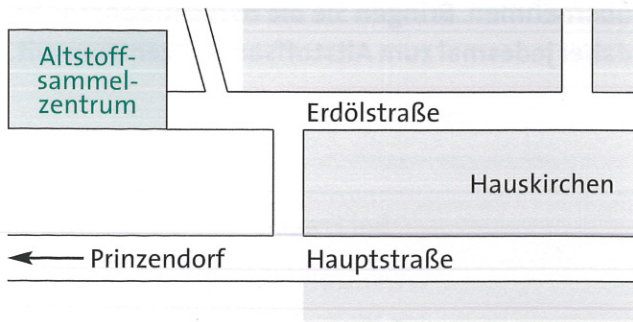 Altstoff-
sammel-
zentrum
Erdölstraße
Hauskirchen
Prinzendorf
Hauptstraße